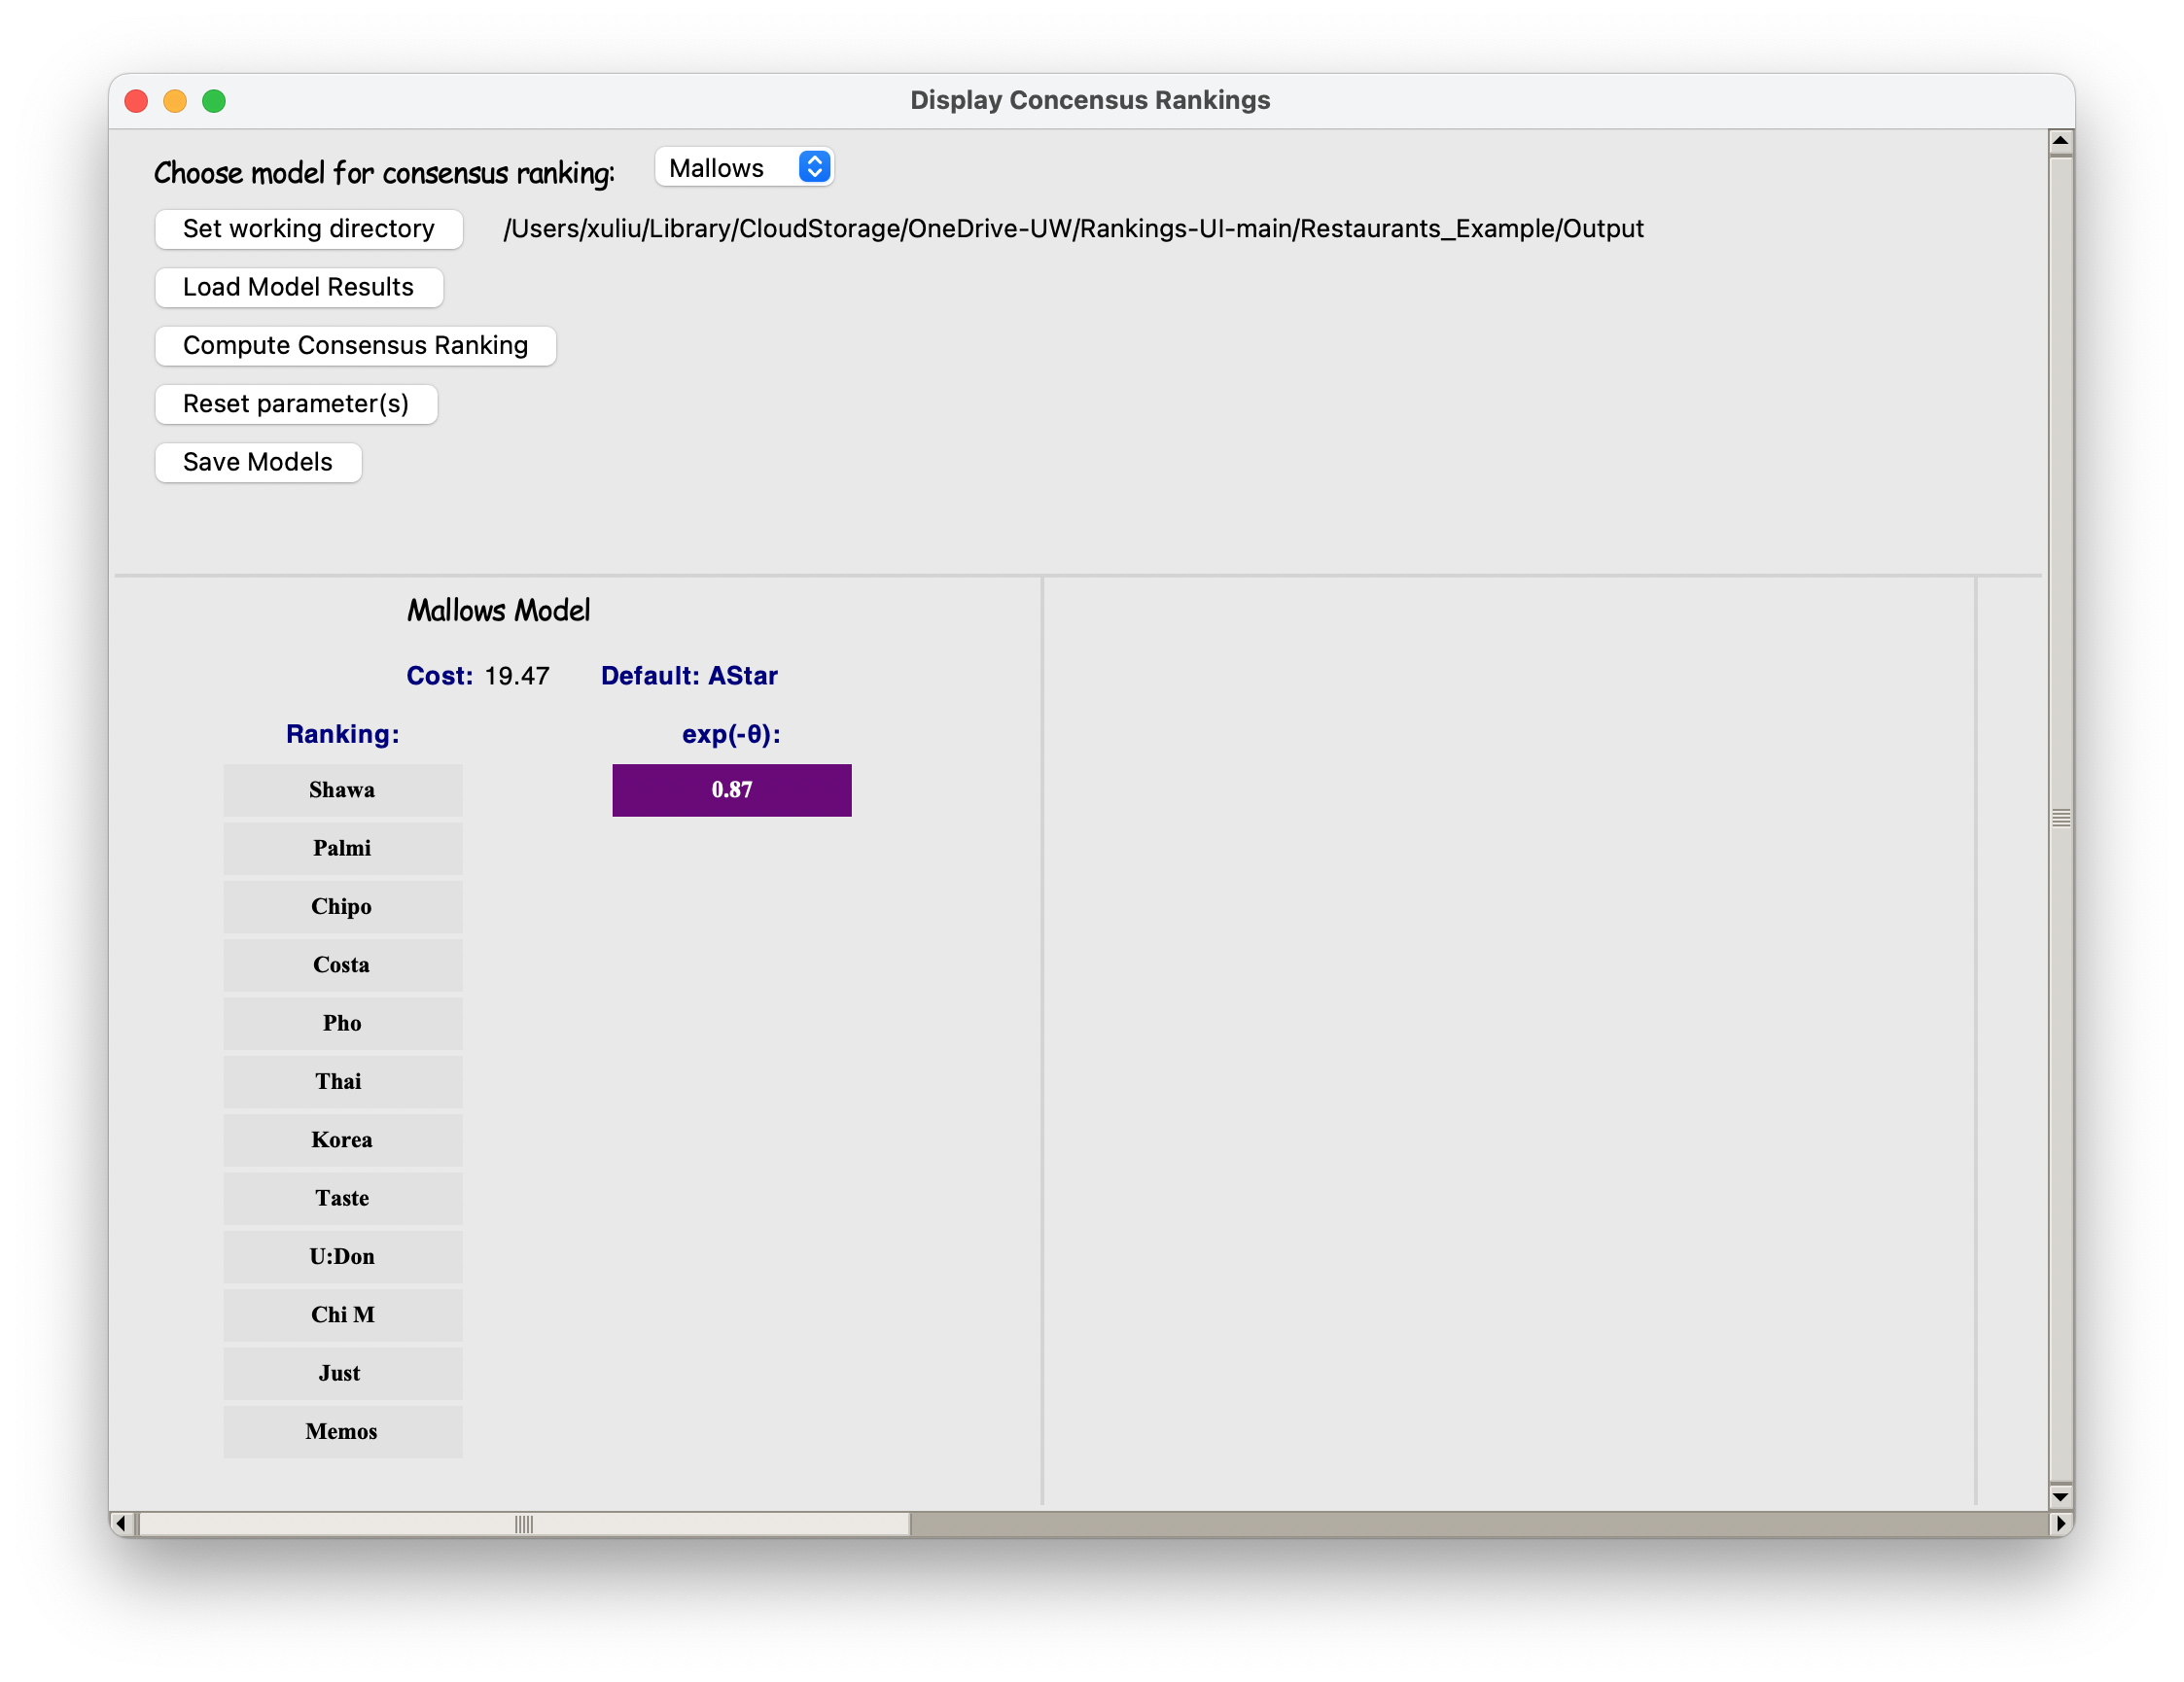 Display Concensus Rankings
Choose model for consensus ranking: Mallows
Set working directory /Users/xuliu/Library/CloudStorage/OneDrive-UW/Rankings-UI-main/Restaurants_Example/Output
Load Model Results
Compute Consensus Ranking
Reset parameter(s)
Save Models
Mallows Model
Cost: 19.47 Default: AStar
Ranking: exp(-θ):
Shawa 0.87
Palmi
Chipo
Costa
Pho
Thai
Korea
Taste
U:Don
Chi M
Just
Memos